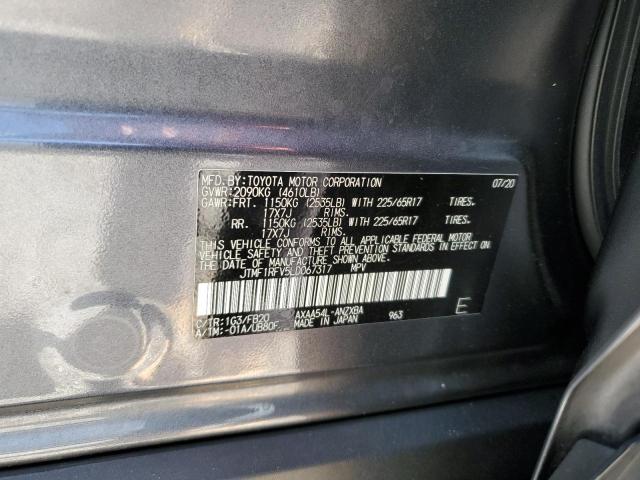 MFD.BY:TOYOTA MOTOR CORPORATION 07/20
GVWR:2090KG (4610LB)
GAWR:FRT. 1150KG (2535LB) WITH 225/65R17 TIRES.
17X7J RIMS.
RR. 1150KG (2535LB) WITH 225/65R17 TIRES.
17X7J RIMS.
THIS VEHICLE CONFORMS TO ALL APPLICABLE FEDERAL MOTOR
VEHICLE SAFETY AND THEFT PREVENTION STANDARDS IN EFFECT
ON THE DATE OF MANUFACTURE SHOWN ABOVE.
JTMF1RFV5LD067317 MPV
C/TR:1G3/FB20 AXAA54L-ANZXBA 963 E
A/TM:-01A/UB80F MADE IN JAPAN